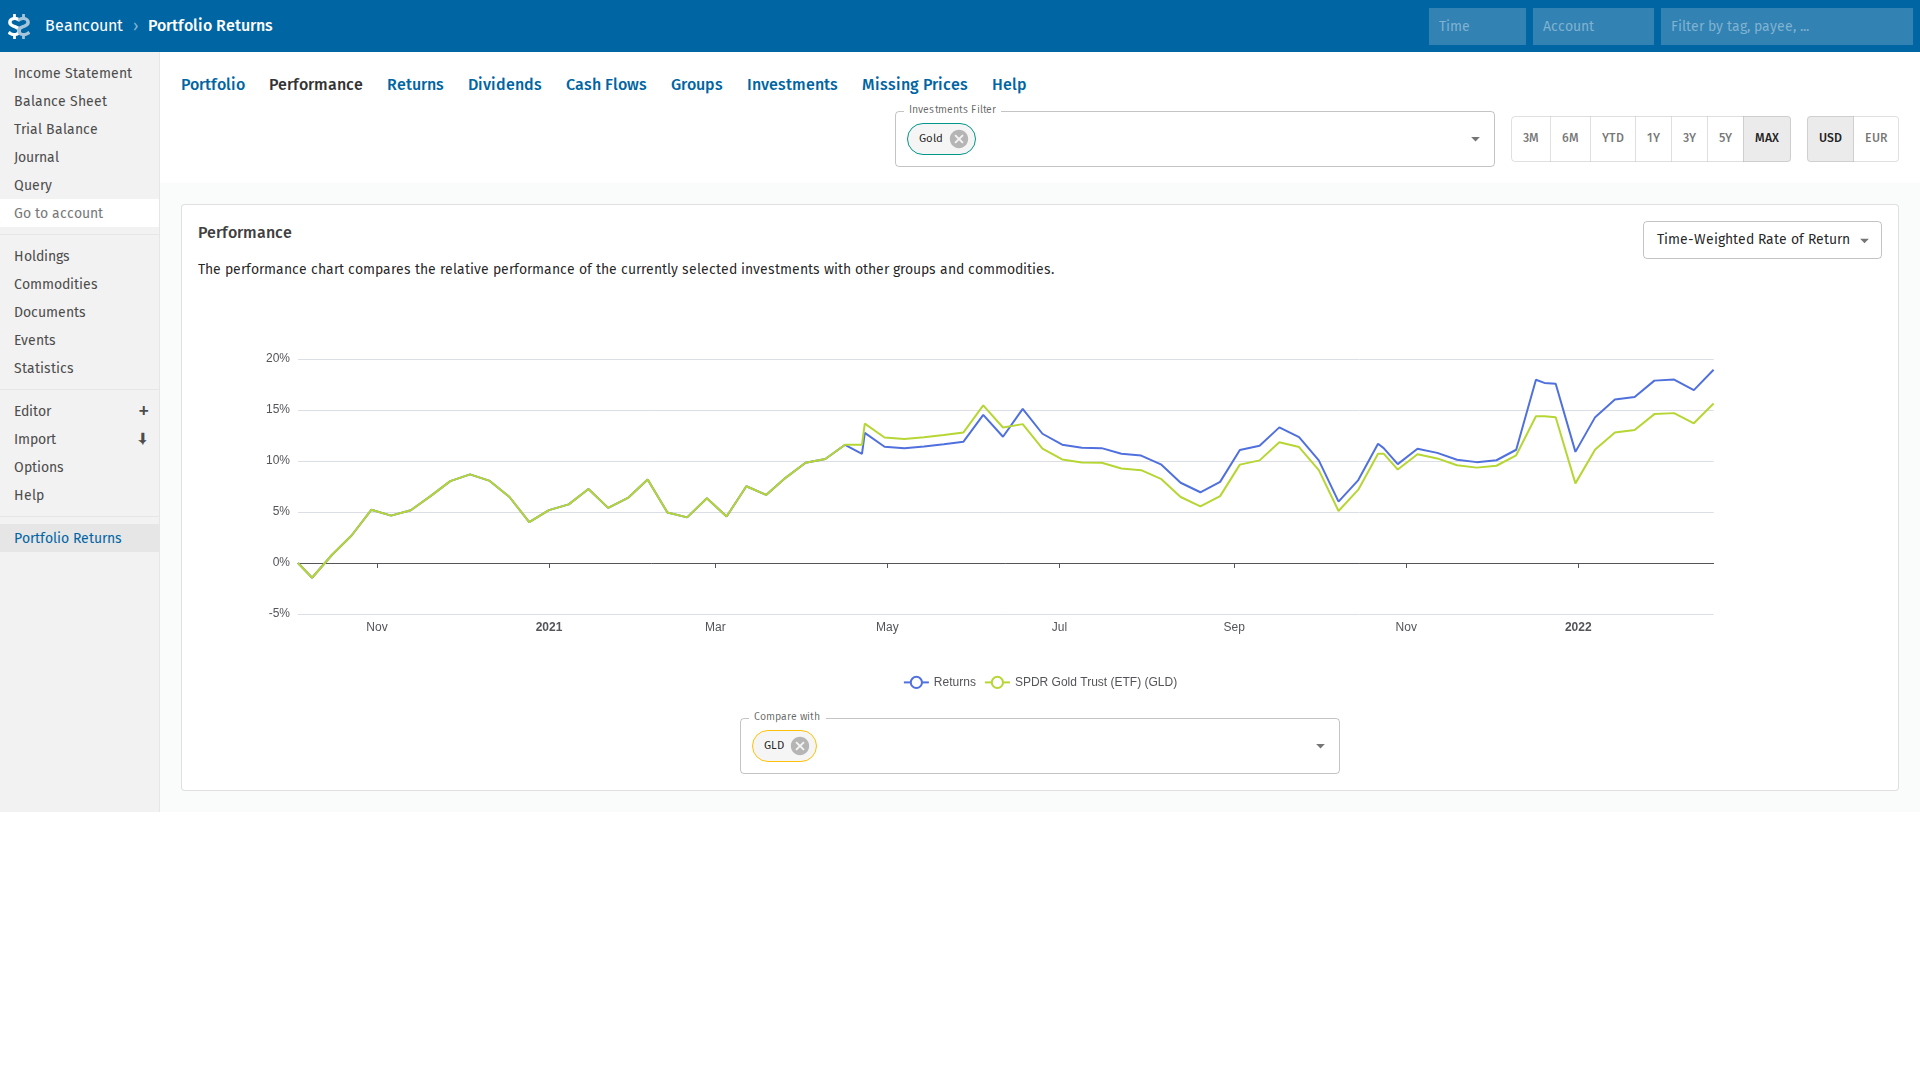 Beancount › Portfolio Returns
Time
Account
Filter by tag, payee, ...
Income Statement
Balance Sheet
Trial Balance
Journal
Query
Go to account
Holdings
Commodities
Documents
Events
Statistics
Editor +
Import
Options
Help
Portfolio Returns
Portfolio Performance Returns Dividends Cash Flows Groups Investments Missing Prices Help
Investments Filter
Gold
3M 6M YTD 1Y 3Y 5Y MAX
USD EUR
Performance
Time-Weighted Rate of Return
The performance chart compares the relative performance of the currently selected investments with other groups and commodities.
20%
15%
10%
5%
0%
-5%
Nov 2021 Mar May Jul Sep Nov 2022
Returns SPDR Gold Trust (ETF) (GLD)
Compare with
GLD